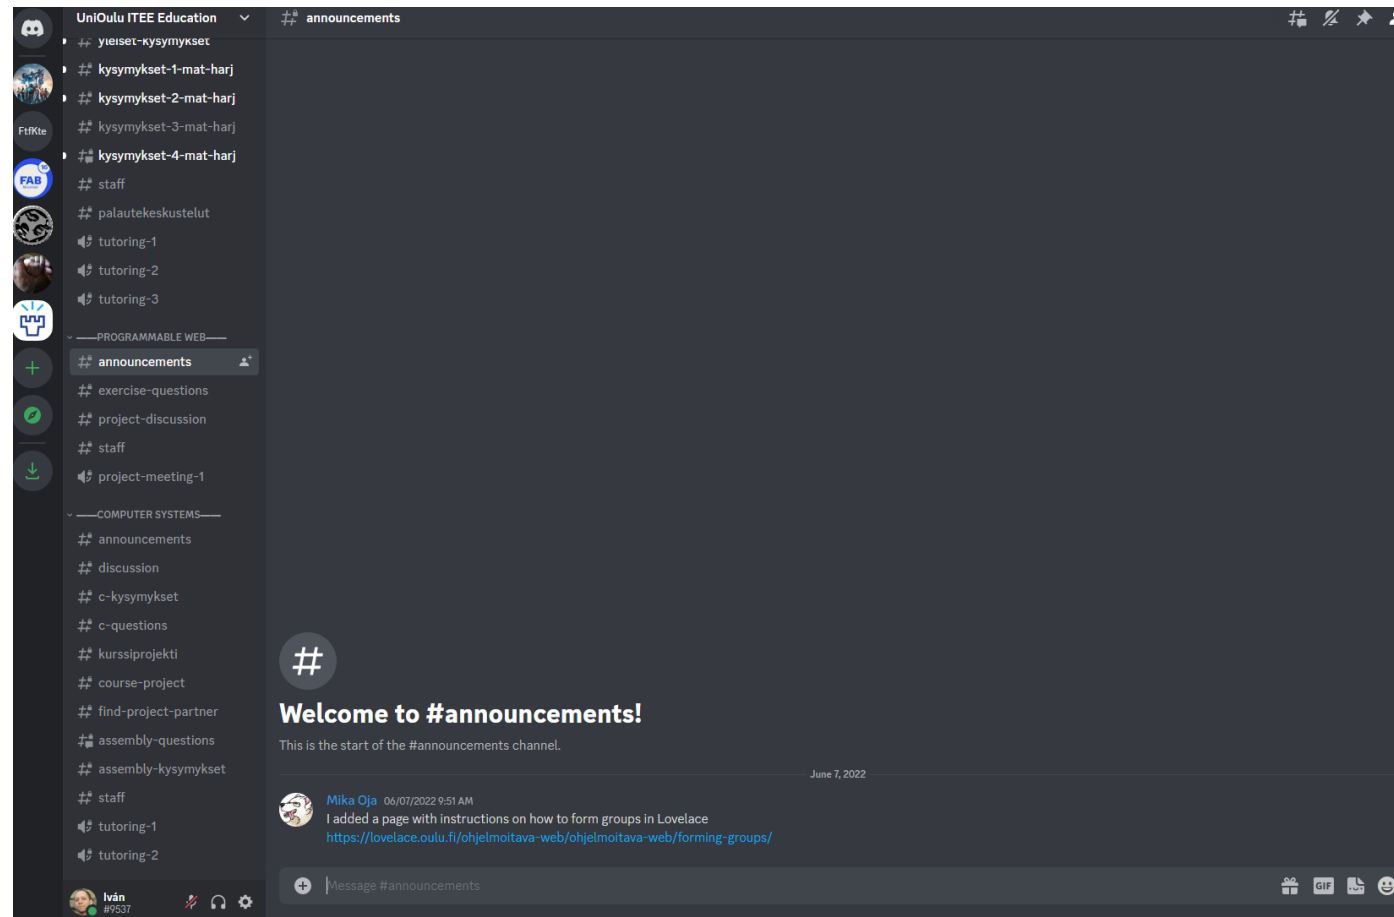 UniOulu ITEE Education
announcements
FtfKte
FAB
yleiset-kysymykset
kysymykset-1-mat-harj
kysymykset-2-mat-harj
kysymykset-3-mat-harj
kysymykset-4-mat-harj
staff
palautekeskustelut
tutoring-1
tutoring-2
tutoring-3
——PROGRAMMABLE WEB——
announcements
exercise-questions
project-discussion
staff
project-meeting-1
——COMPUTER SYSTEMS——
announcements
discussion
c-kysymykset
c-questions
kurssiprojekti
course-project
find-project-partner
assembly-questions
assembly-kysymykset
staff
tutoring-1
tutoring-2
Iván
#9537
Welcome to #announcements!
This is the start of the #announcements channel.
June 7, 2022
Mika Oja 06/07/2022 9:51 AM
I added a page with instructions on how to form groups in Lovelace
https://lovelace.oulu.fi/ohjelmoitava-web/ohjelmoitava-web/forming-groups/
Message #announcements
GIF